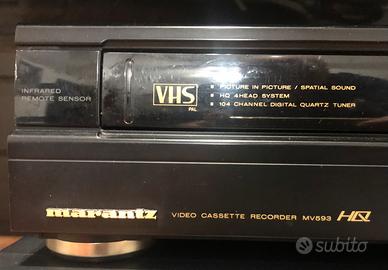 INFRARED
REMOTE SENSOR
VHS
PAL
PICTURE IN PICTURE / SPATIAL SOUND
HQ 4HEAD SYSTEM
104 CHANNEL DIGITAL QUARTZ TUNER
marantz VIDEO CASSETTE RECORDER MV593 HQ
subito